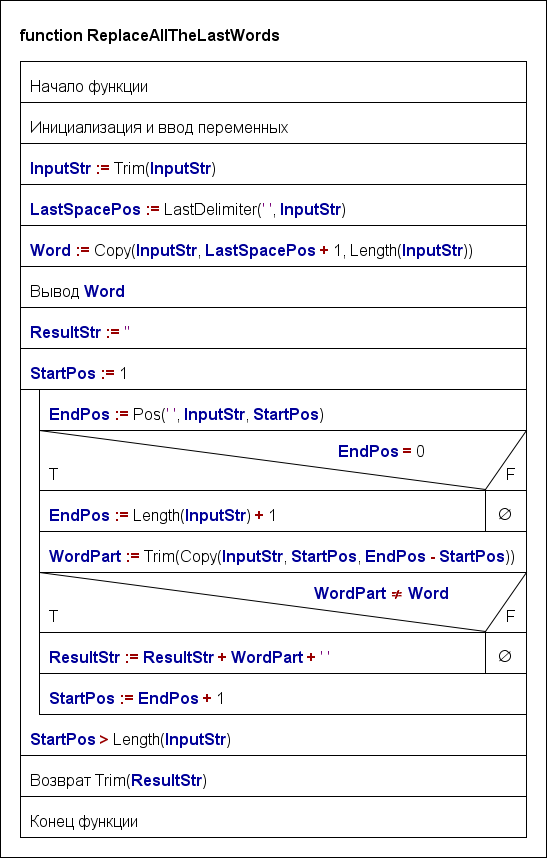 function ReplaceAllTheLastWords
Начало функции
Инициализация и ввод переменных
InputStr := Trim(InputStr)
LastSpacePos := LastDelimiter(' ', InputStr)
Word := Copy(InputStr, LastSpacePos + 1, Length(InputStr))
Вывод Word
ResultStr := ''
StartPos := 1
EndPos := Pos(' ', InputStr, StartPos)
EndPos = 0
T F
EndPos := Length(InputStr) + 1 ∅
WordPart := Trim(Copy(InputStr, StartPos, EndPos - StartPos))
WordPart ≠ Word
T F
ResultStr := ResultStr + WordPart + ' ' ∅
StartPos := EndPos + 1
StartPos > Length(InputStr)
Возврат Trim(ResultStr)
Конец функции